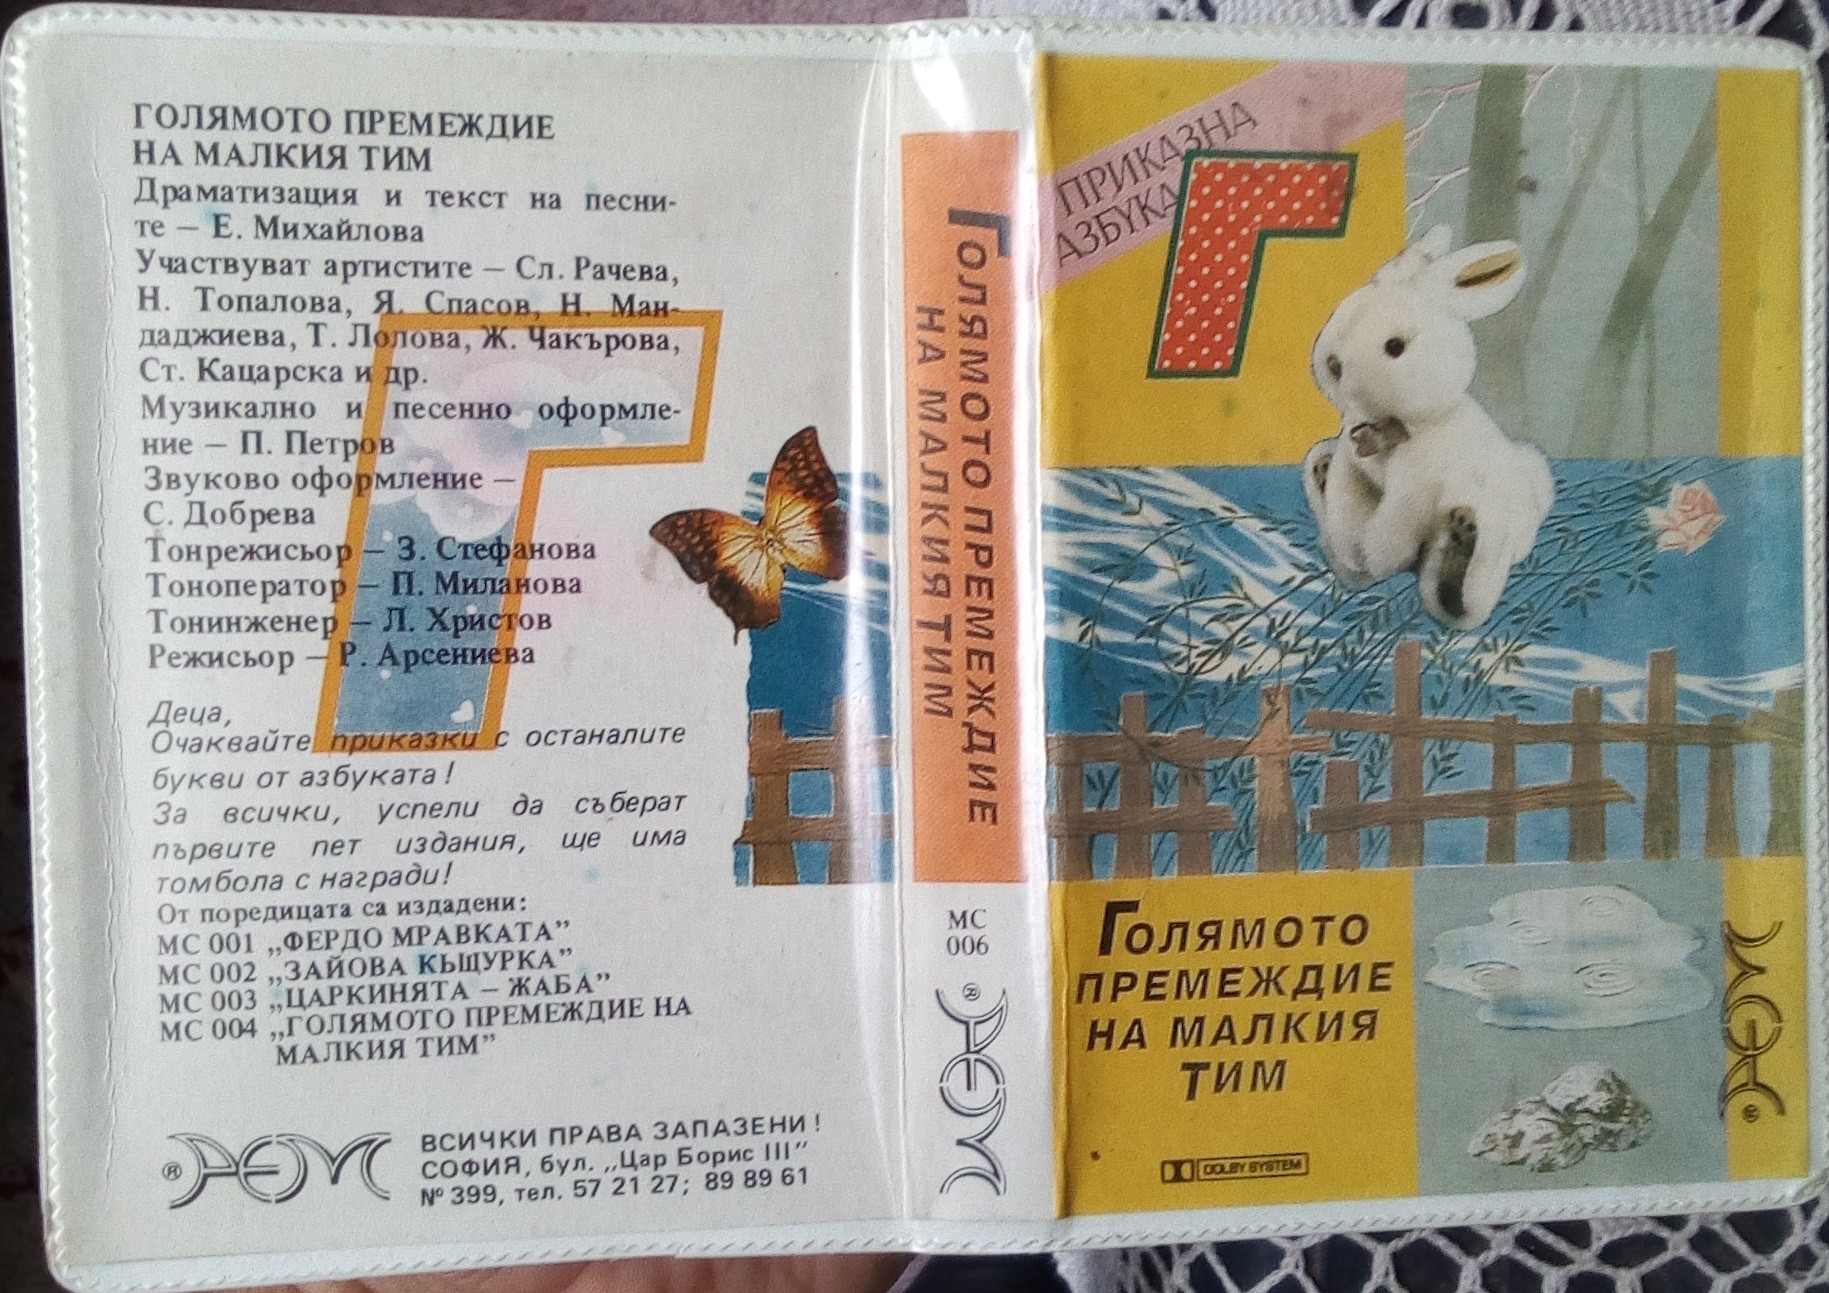 ГОЛЯМОТО ПРЕМЕЖДИЕ
НА МАЛКИЯ ТИМ
Драматизация и текст на песни-
те – Е. Михайлова
Участвуват артистите – Сл. Рачева,
Н. Топалова, Я. Спасов, Н. Ман-
даджиева, Т. Лолова, Ж. Чакърова,
Ст. Кацарска и др.
Музикално и песенно оформле-
ние – П. Петров
Звуково оформление –
С. Добрева
Тонрежисьор – З. Стефанова
Тоноператор – П. Миланова
Тонинженер – Л. Христов
Режисьор – Р. Арсениева
Деца,
Очаквайте приказки с останалите
букви от азбуката!
За всички, успели да съберат
първите пет издания, ще има
томбола с награди!
От поредицата са издадени:
МС 001 „ФЕРДО МРАВКАТА”
МС 002 „ЗАЙОВА КЪЩУРКА”
МС 003 „ЦАРКИНЯТА – ЖАБА”
МС 004 „ГОЛЯМОТО ПРЕМЕЖДИЕ НА
МАЛКИЯ ТИМ”
® РЕМ
ВСИЧКИ ПРАВА ЗАПАЗЕНИ!
СОФИЯ, бул. „Цар Борис III”
№ 399, тел. 57 21 27; 89 89 61
Голямото премеждие
на малкия Тим
МС
006
® РЕМ
ПРИКАЗНА
АЗБУКА
Г
Голямото
премеждие
на малкия
Тим
DOLBY SYSTEM
РЕМ ®